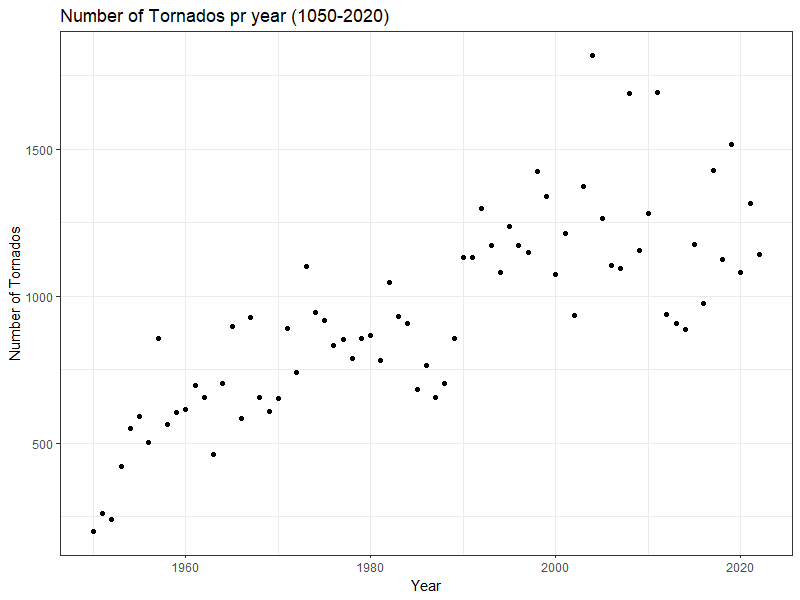 Number of Tornados pr year (1050-2020)
1500
1000
500
Number of Tornados
1960 1980 2000 2020
Year